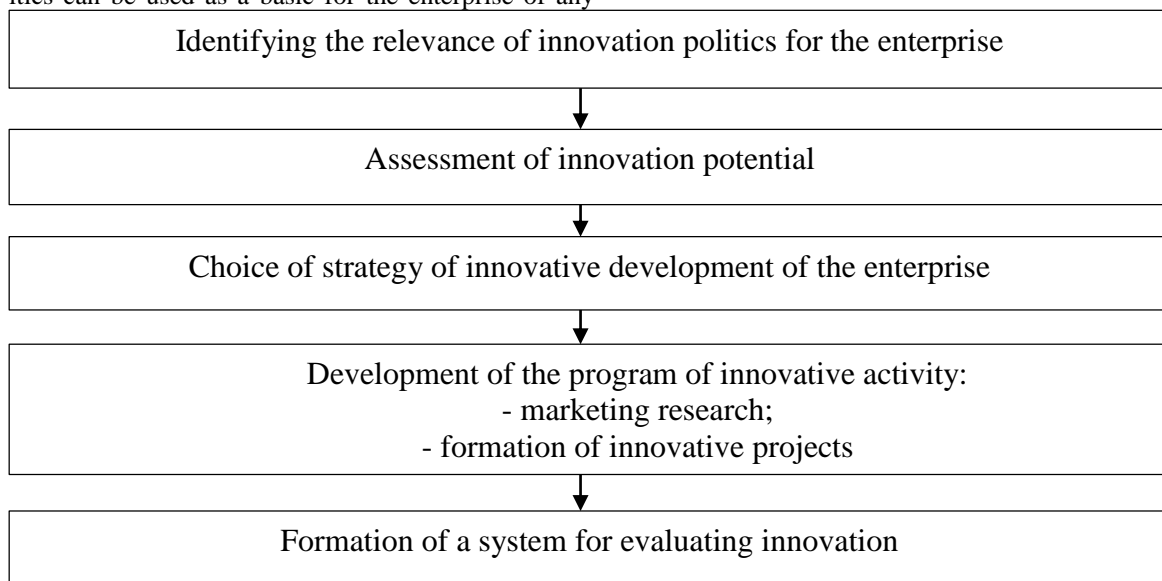 ities can be used as a basic for the enterprise of any
Identifying the relevance of innovation politics for the enterprise
Assessment of innovation potential
Choice of strategy of innovative development of the enterprise
Development of the program of innovative activity:
- marketing research;
- formation of innovative projects
Formation of a system for evaluating innovation